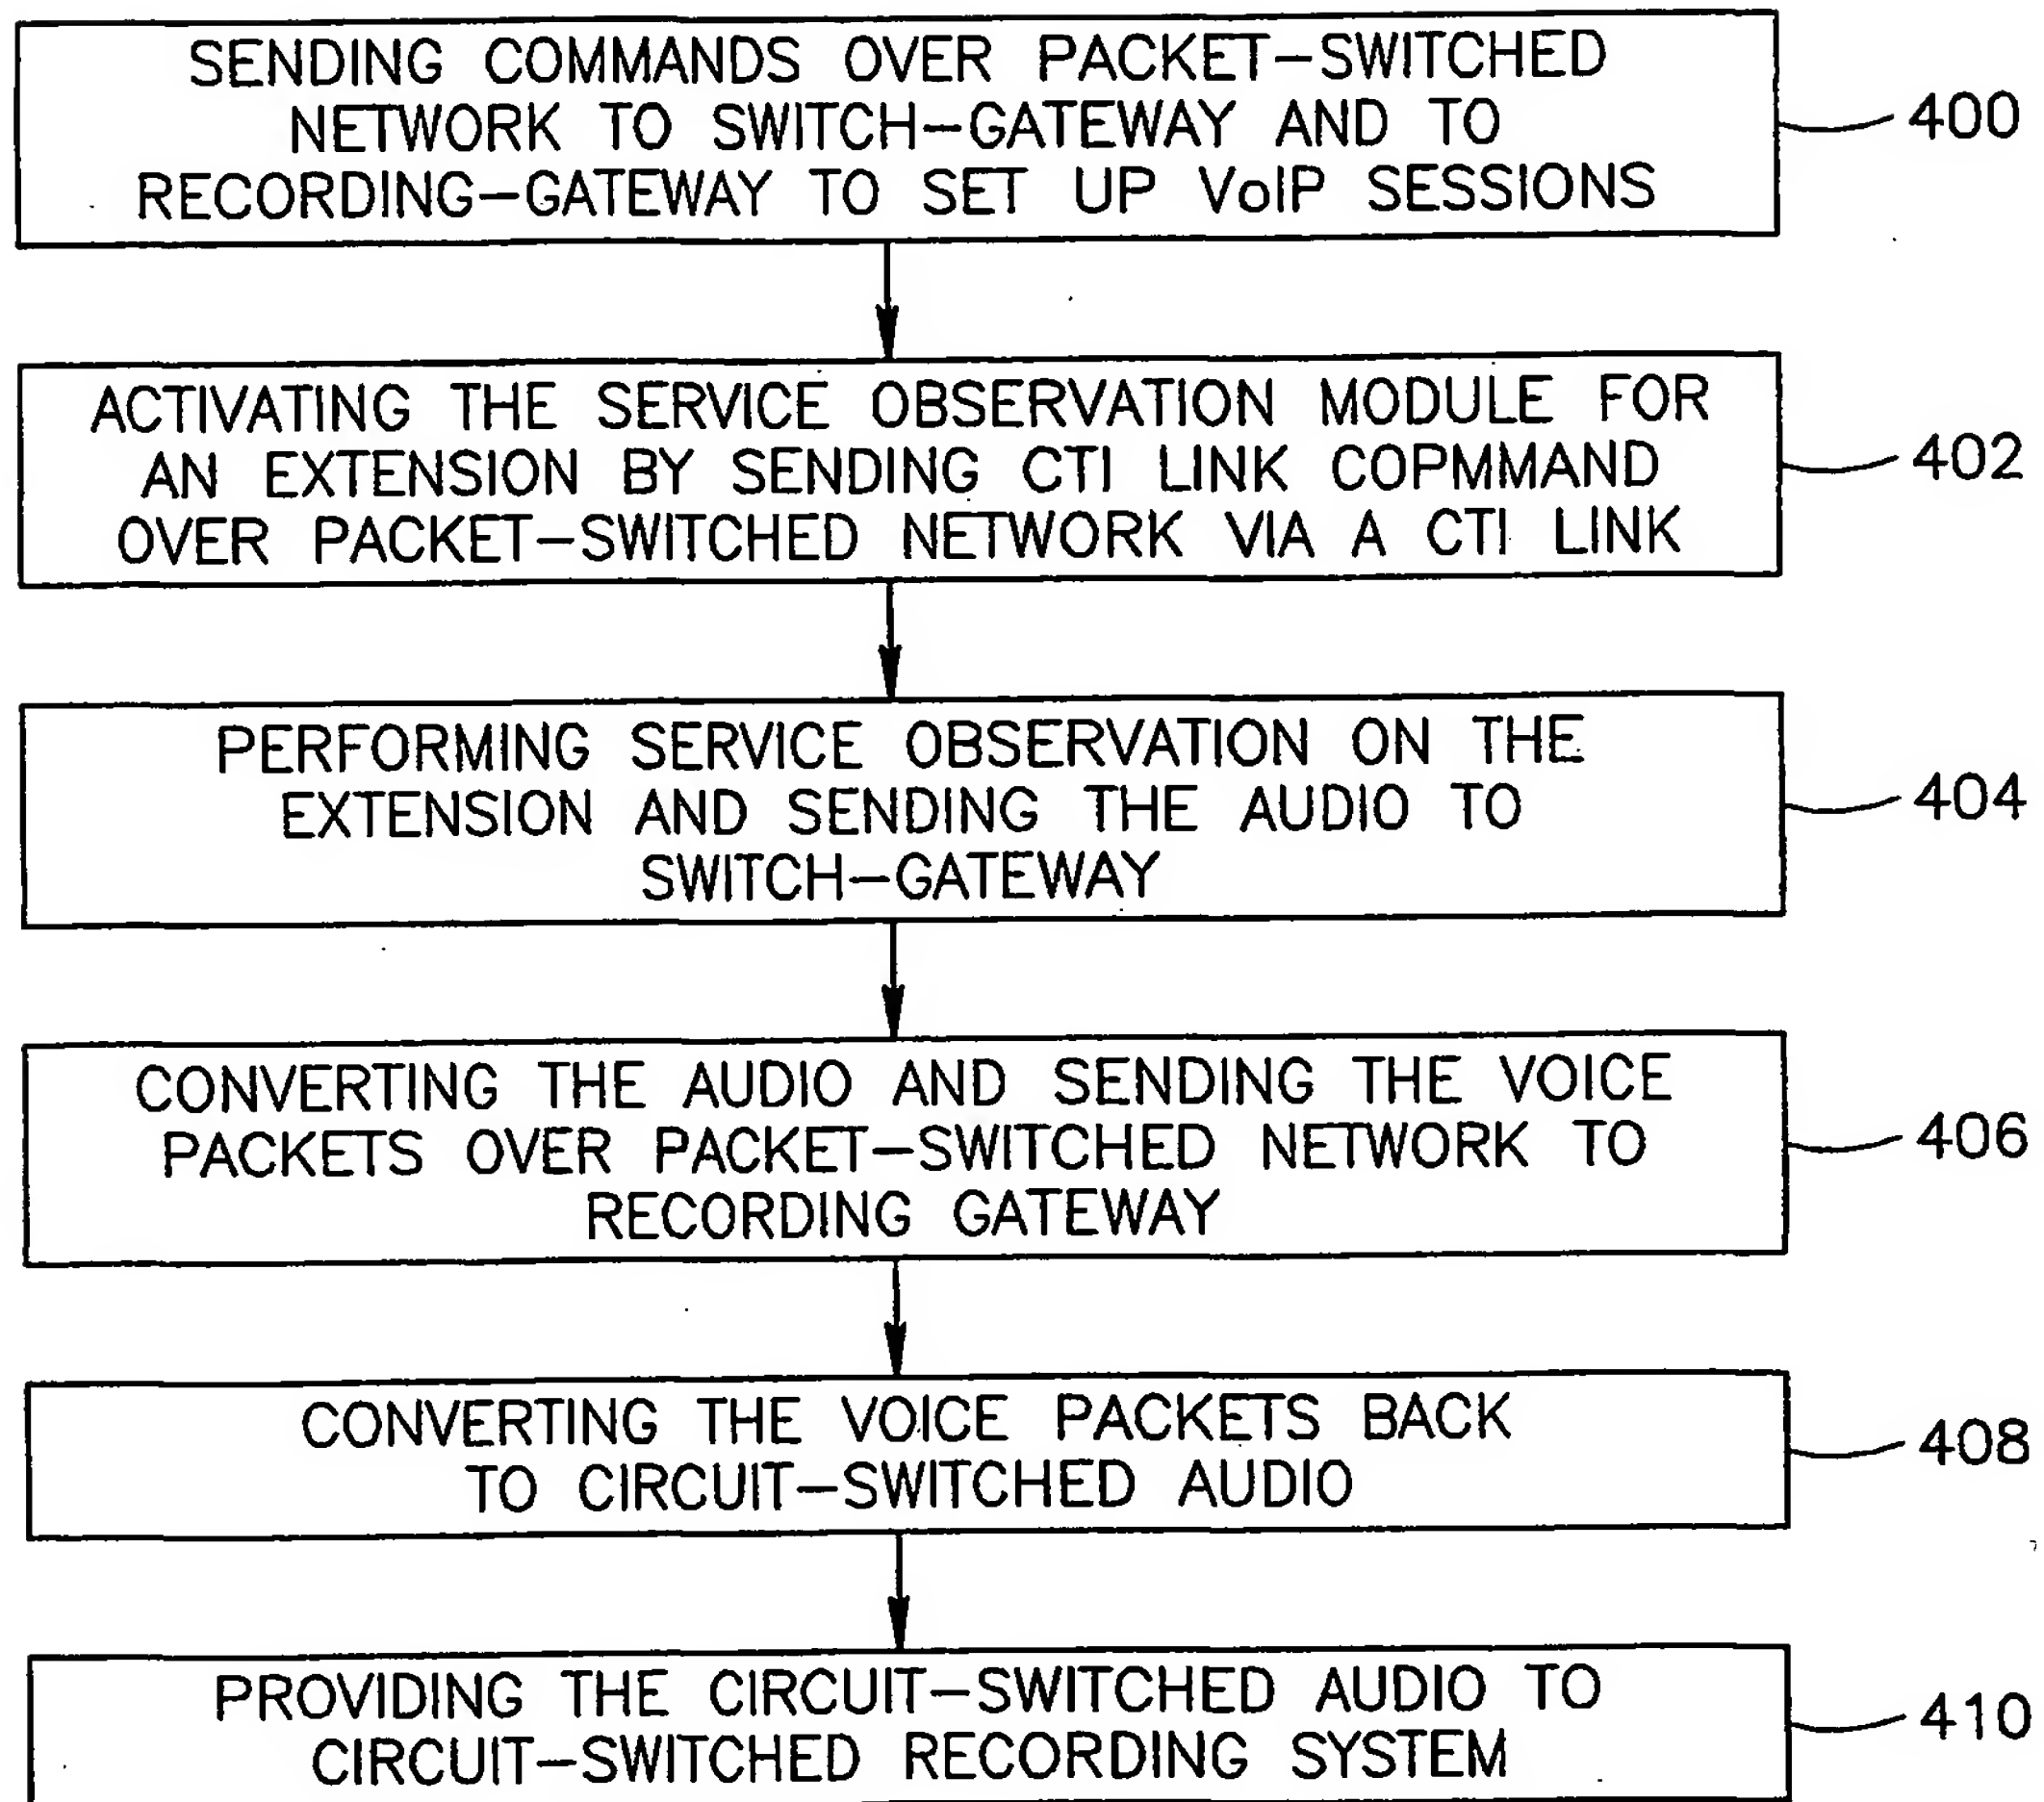 SENDING COMMANDS OVER PACKET-SWITCHED
NETWORK TO SWITCH-GATEWAY AND TO
RECORDING-GATEWAY TO SET UP VoIP SESSIONS
400
ACTIVATING THE SERVICE OBSERVATION MODULE FOR
AN EXTENSION BY SENDING CTI LINK COPMMAND
OVER PACKET-SWITCHED NETWORK VIA A CTI LINK
402
PERFORMING SERVICE OBSERVATION ON THE
EXTENSION AND SENDING THE AUDIO TO
SWITCH-GATEWAY
404
CONVERTING THE AUDIO AND SENDING THE VOICE
PACKETS OVER PACKET-SWITCHED NETWORK TO
RECORDING GATEWAY
406
CONVERTING THE VOICE PACKETS BACK
TO CIRCUIT-SWITCHED AUDIO
408
PROVIDING THE CIRCUIT-SWITCHED AUDIO TO
CIRCUIT-SWITCHED RECORDING SYSTEM
410